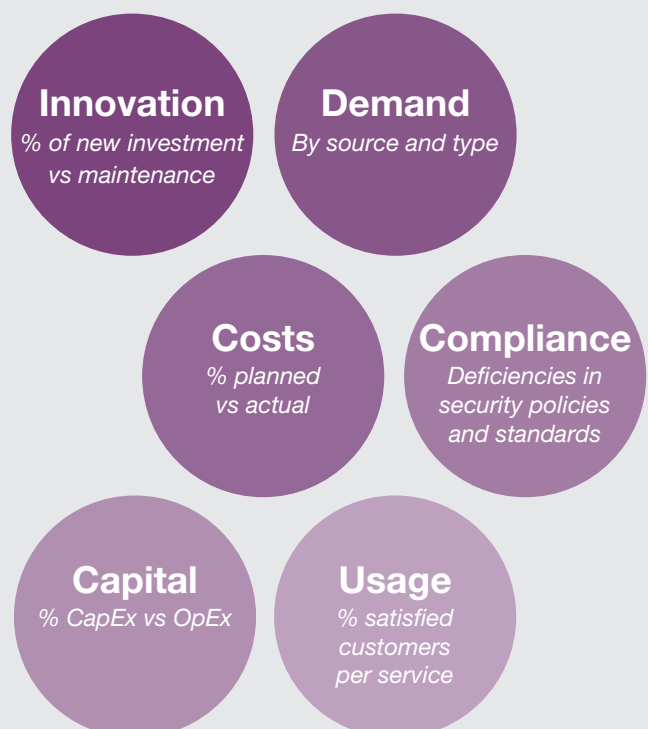 Innovation
% of new investment
vs maintenance
Demand
By source and type
Costs
% planned
vs actual
Compliance
Deficiencies in
security policies
and standards
Capital
% CapEx vs OpEx
Usage
% satisfied
customers
per service